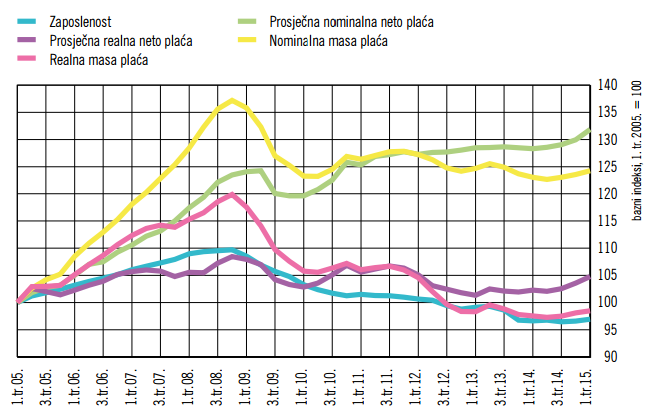 Zaposlenost
Prosječna nominalna neto plaća
Prosječna realna neto plaća
Nominalna masa plaća
Realna masa plaća
140
135
130
125
120
115
110
105
100
95
90
bazni indeksi, 1. tr. 2005. = 100
1.tr.05.
3.tr.05.
1.tr.06.
3.tr.06.
1.tr.07.
3.tr.07.
1.tr.08.
3.tr.08.
1.tr.09.
3.tr.09.
1.tr.10.
3.tr.10.
1.tr.11.
3.tr.11.
1.tr.12.
3.tr.12.
1.tr.13.
3.tr.13.
1.tr.14.
3.tr.14.
1.tr.15.